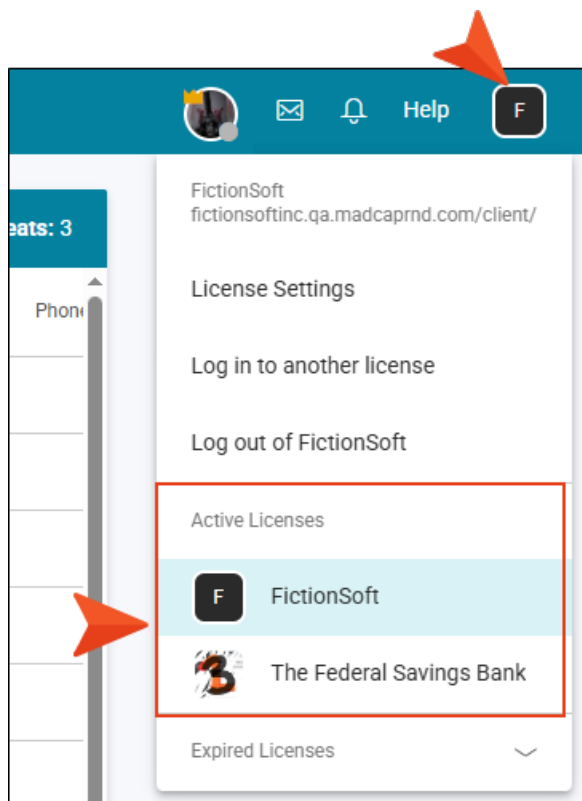 Help
F
FictionSoft
fictionsoftinc.qa.madcaprnd.com/client/
eats: 3
Phone
License Settings
Log in to another license
Log out of FictionSoft
Active Licenses
F
FictionSoft
The Federal Savings Bank
Expired Licenses